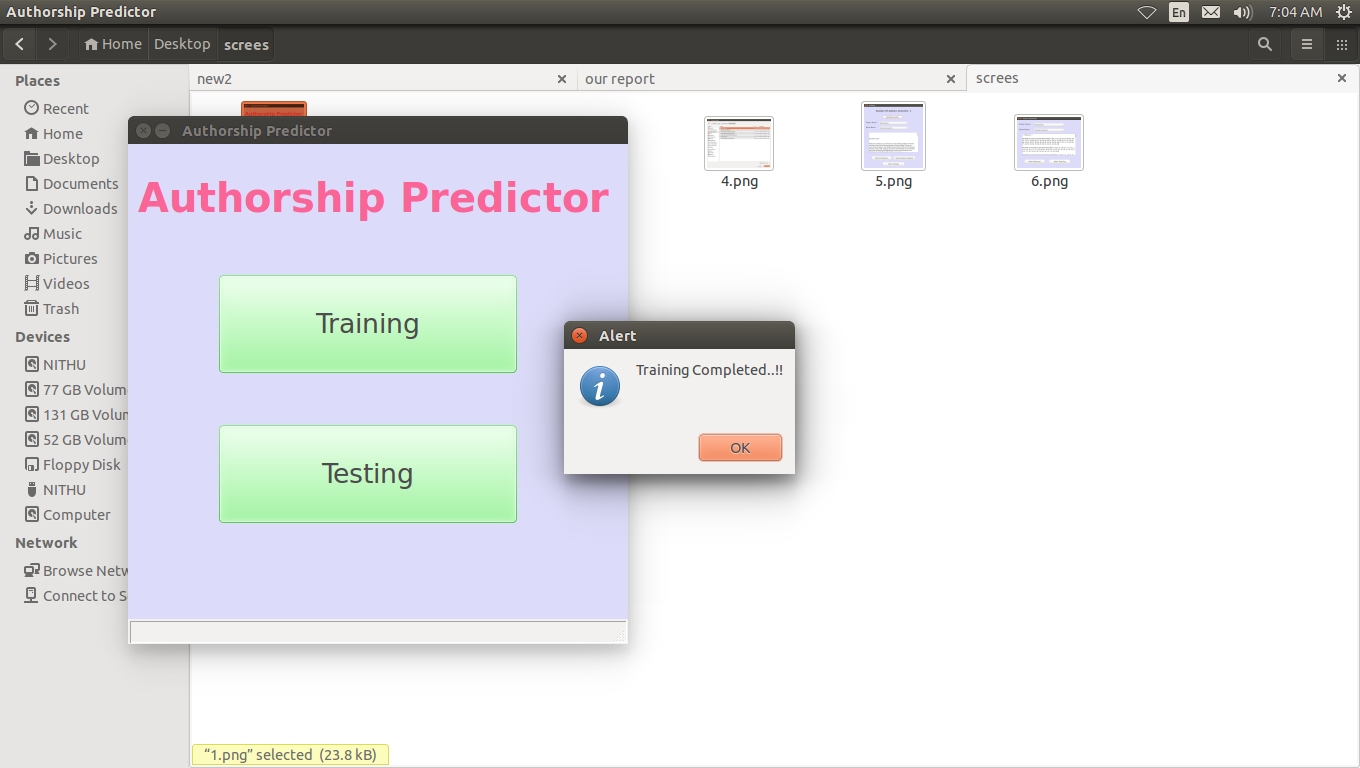 Authorship Predictor
En
7:04 AM
Home
Desktop
screes
Places
Recent
Home
Desktop
Documents
Downloads
Music
Pictures
Videos
Trash
Devices
NITHU
77 GB Volum
131 GB Volun
52 GB Volum
Floppy Disk
NITHU
Computer
Network
Browse Netw
Connect to S
new2
our report
screes
4.png
5.png
6.png
Authorship Predictor
Authorship Predictor
Training
Testing
Alert
Training Completed..!!
OK
“1.png” selected (23.8 kB)